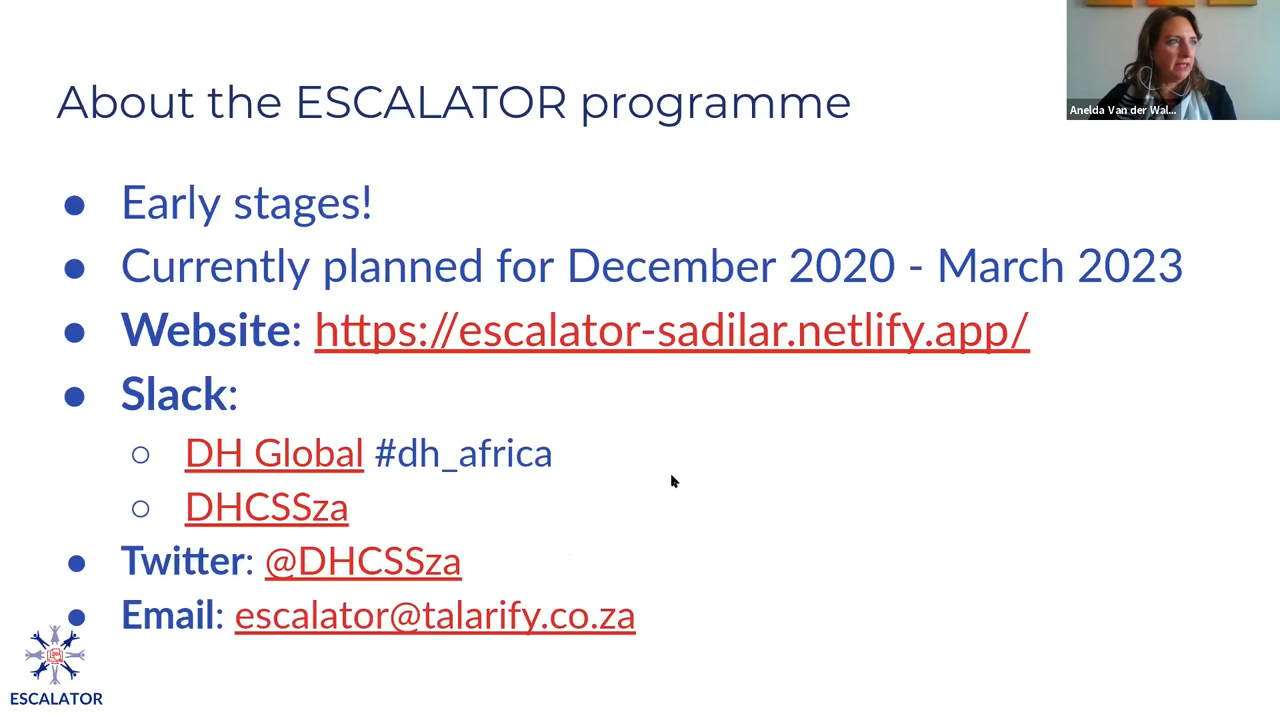 About the ESCALATOR programme
Anelda Van der Wal...
● Early stages!
● Currently planned for December 2020 - March 2023
● Website: https://escalator-sadilar.netlify.app/
● Slack:
○ DH Global #dh_africa
○ DHCSSza
● Twitter: @DHCSSza
● Email: escalator@talarify.co.za
ESCALATOR